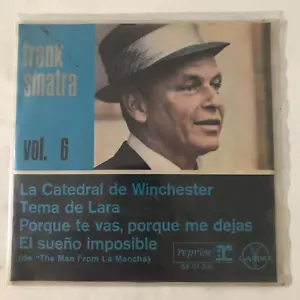 frank
sinatra
vol. 6
La Catedral de Winchester
Tema de Lara
Porque te vas, porque me dejas
El sueño imposible
(de "The Man From La Mancha)
reprise
GAMMA